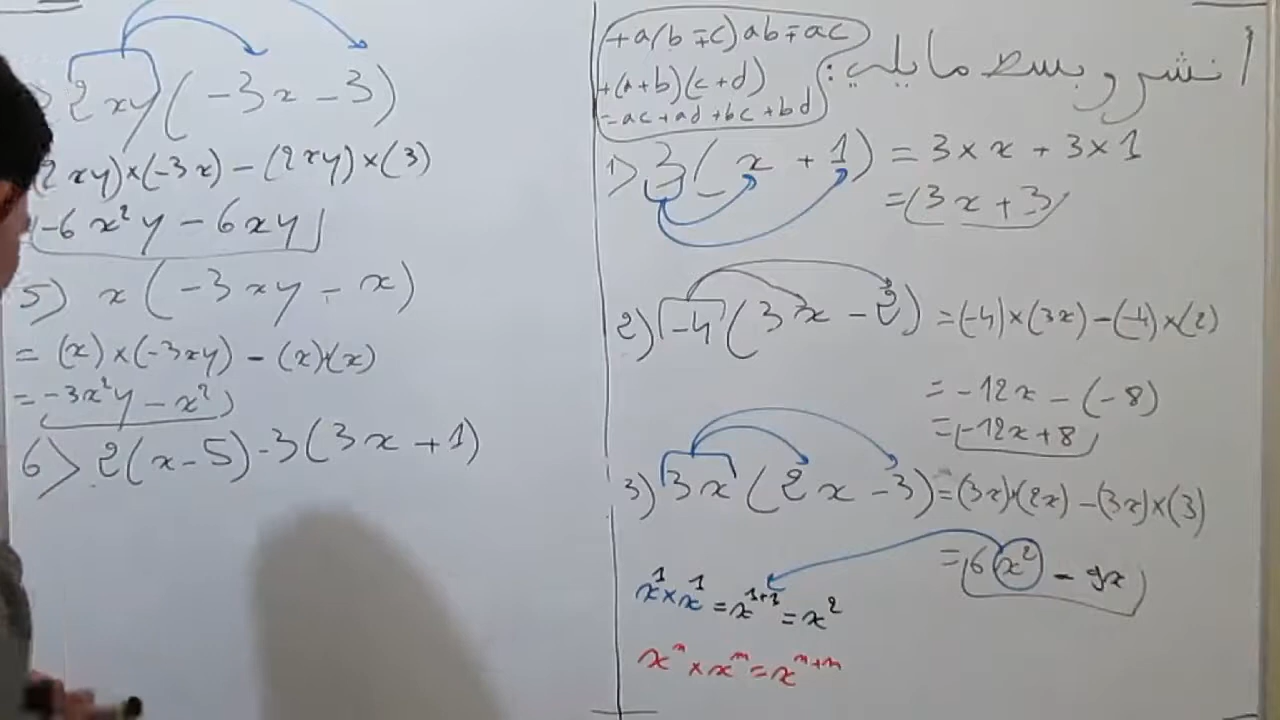 أنشر و بسط مايلي:
+a(b∓c) ab∓ac
+(a+b)(c+d)
=ac+ad+bc+bd
1> 3(x+1) = 3×x + 3×1
= 3x+3
2) -4(3x-2) = (-4)×(3x)-(-4)×(2)
= -12x - (-8)
= -12x+8
3) 3x(2x-3) = (3x)×(2x)-(3x)×(3)
= 6x² - 9x
x¹×x¹ = x¹⁺¹ = x²
xⁿ×xᵐ = xⁿ⁺ᵐ
2xy(-3x-3)
(2xy)×(-3x)-(2xy)×(3)
-6x²y - 6xy
5) x(-3xy-x)
= (x)×(-3xy)-(x)×(x)
= -3x²y - x²
6> 2(x-5)-3(3x+1)